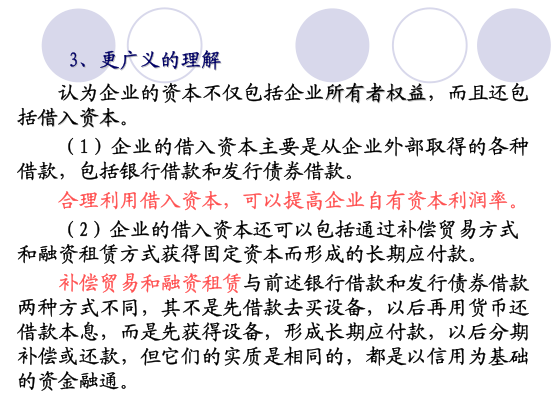 3、更广义的理解
认为企业的资本不仅包括企业所有者权益，而且还包
括借入资本。
（1）企业的借入资本主要是从企业外部取得的各种
借款，包括银行借款和发行债券借款。
合理利用借入资本，可以提高企业自有资本利润率。
（2）企业的借入资本还可以包括通过补偿贸易方式
和融资租赁方式获得固定资本而形成的长期应付款。
补偿贸易和融资租赁与前述银行借款和发行债券借款
两种方式不同，其不是先借款去买设备，以后再用货币还
借款本息，而是先获得设备，形成长期应付款，以后分期
补偿或还款，但它们的实质是相同的，都是以信用为基础
的资金融通。